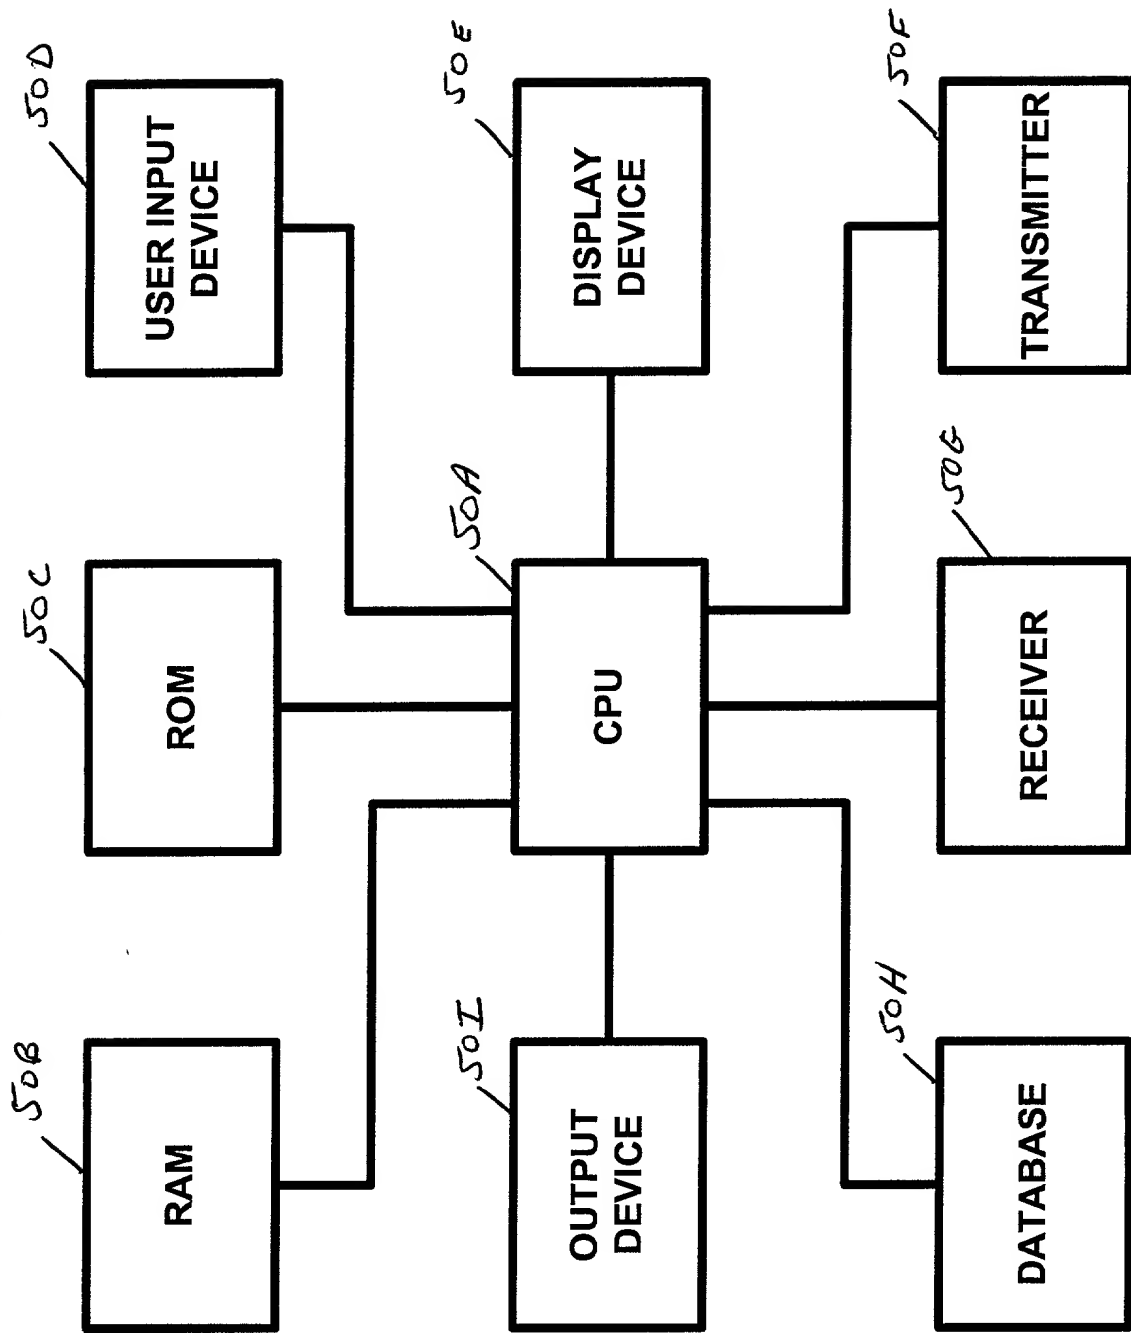 50B
RAM
50C
ROM
50D
USER INPUT
DEVICE
50I
OUTPUT
DEVICE
50A
CPU
50E
DISPLAY
DEVICE
50H
DATABASE
50G
RECEIVER
50F
TRANSMITTER